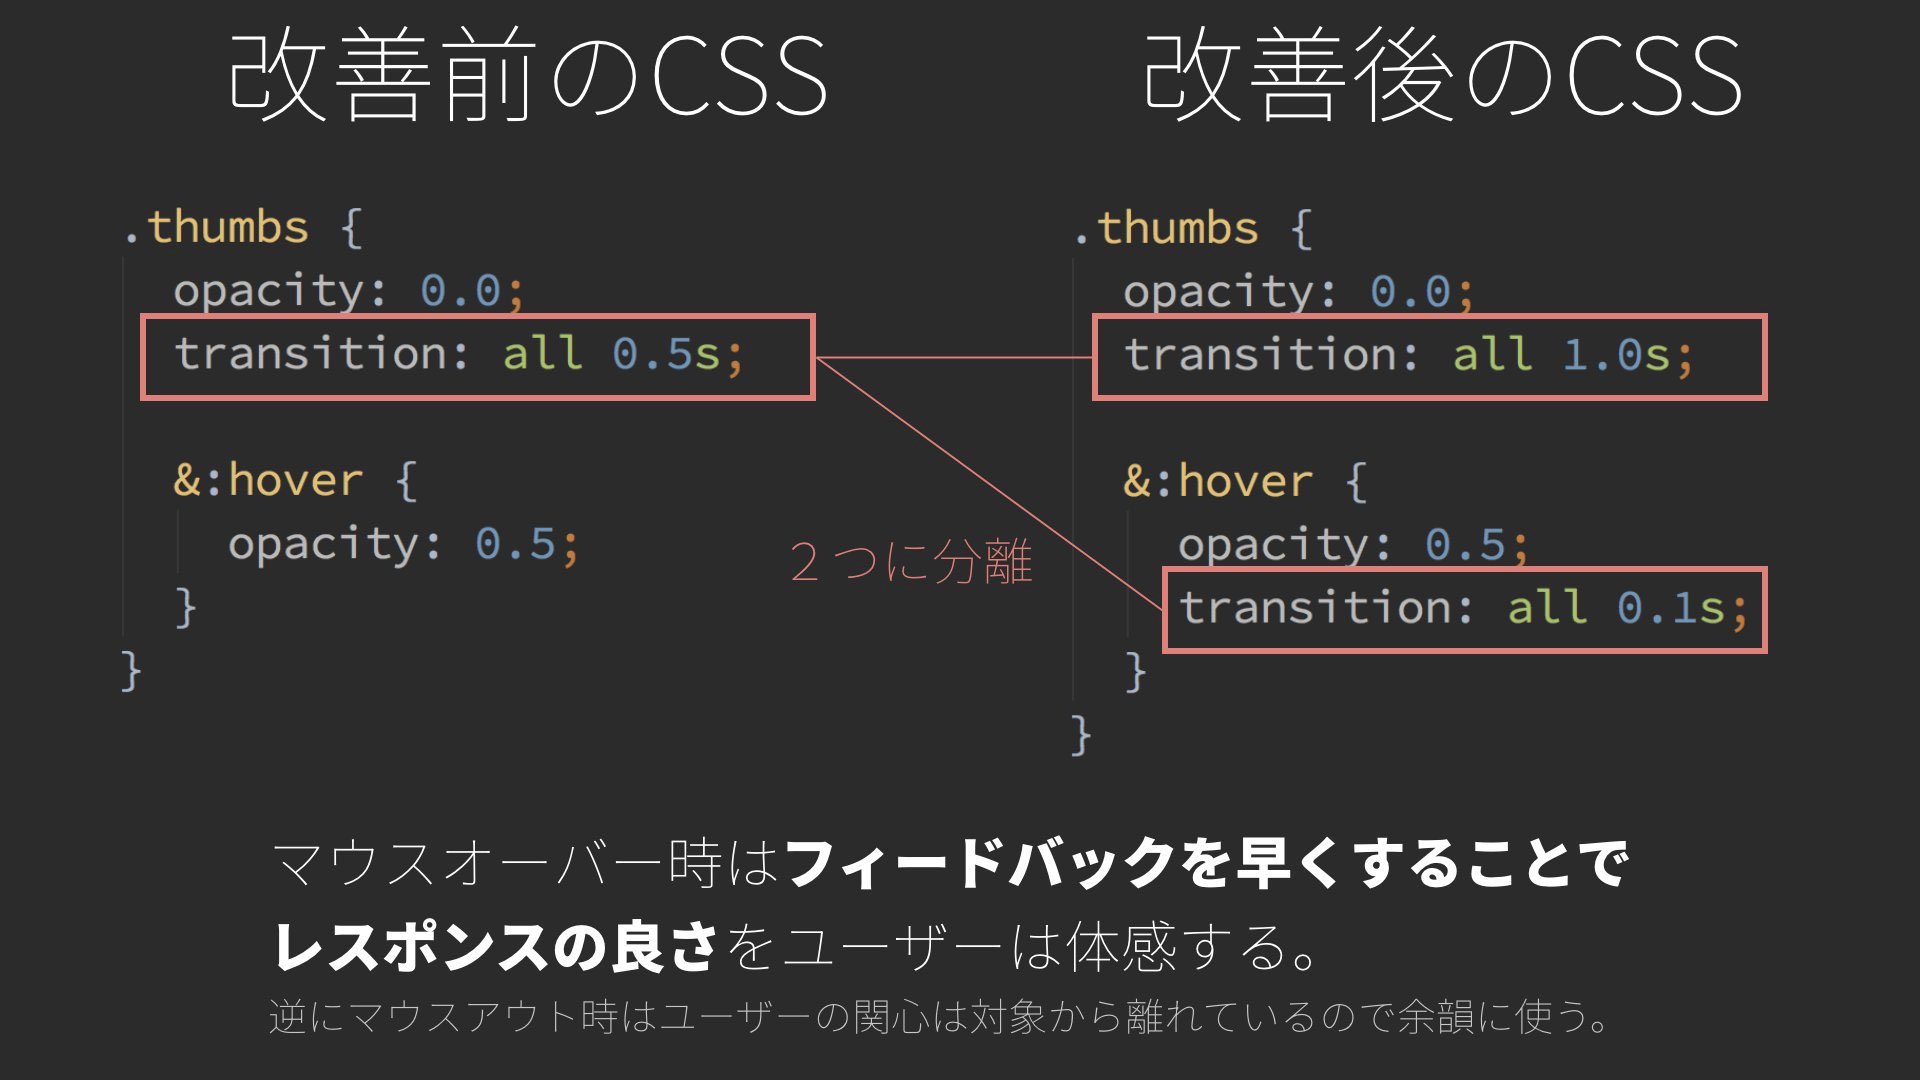 改善前のCSS
.thumbs {
opacity: 0.0;
transition: all 0.5s;
&:hover {
opacity: 0.5;
}
}
２つに分離
改善後のCSS
.thumbs {
opacity: 0.0;
transition: all 1.0s;
&:hover {
opacity: 0.5;
transition: all 0.1s;
}
}
マウスオーバー時はフィードバックを早くすることで
レスポンスの良さをユーザーは体感する。
逆にマウスアウト時はユーザーの関心は対象から離れているので余韻に使う。